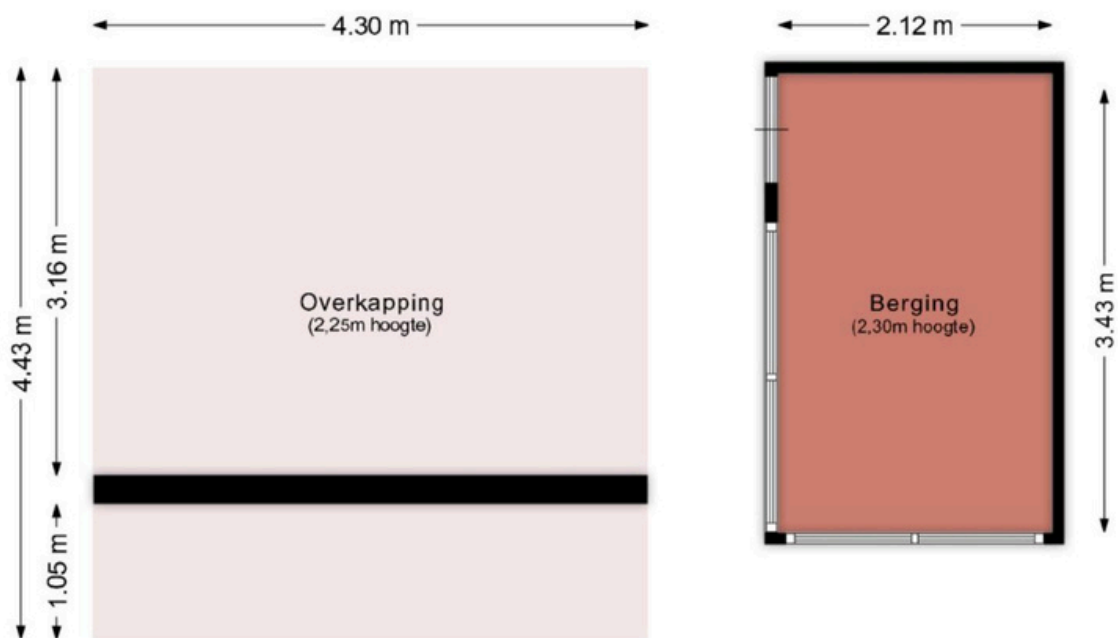 4.30 m
2.12 m
4.43 m
3.16 m
1.05 m
Overkapping
(2,25m hoogte)
Berging
(2,30m hoogte)
3.43 m